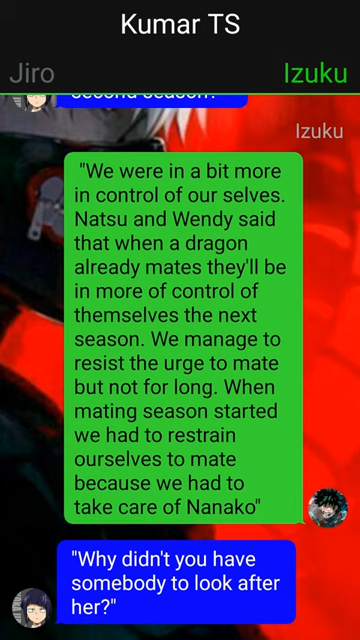 Kumar TS
Jiro Izuku
second season?"
Izuku
"We were in a bit more
in control of our selves.
Natsu and Wendy said
that when a dragon
already mates they'll be
in more of control of
themselves the next
season. We manage to
resist the urge to mate
but not for long. When
mating season started
we had to restrain
ourselves to mate
because we had to
take care of Nanako"
"Why didn't you have
somebody to look after
her?"